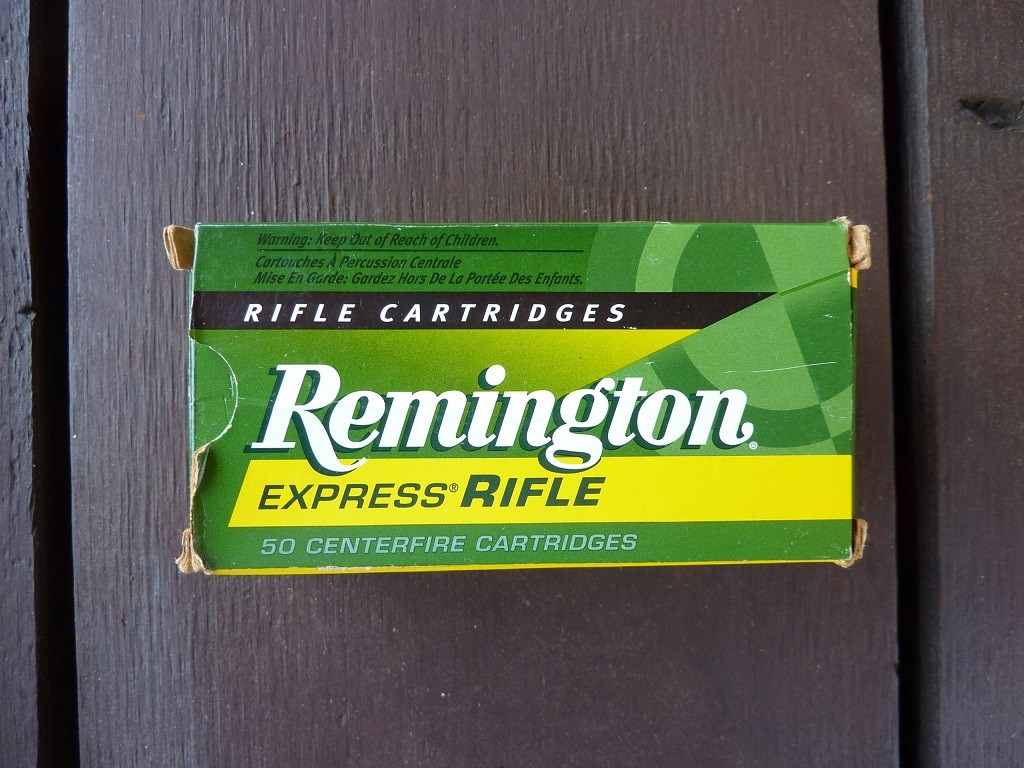 Warning: Keep Out of Reach of Children.
Cartouches À Percussion Centrale
Mise En Garde: Gardez Hors De La Portée Des Enfants.
RIFLE CARTRIDGES
Remington®
EXPRESS® RIFLE
50 CENTERFIRE CARTRIDGES